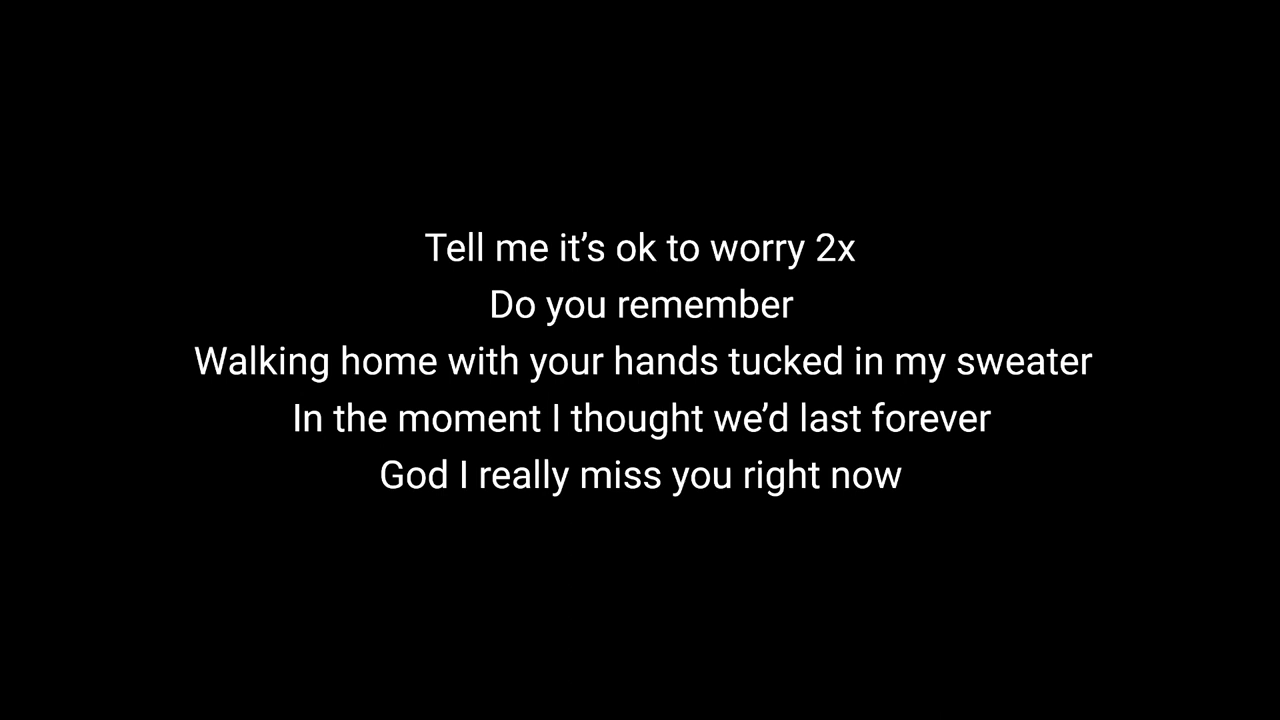 Tell me it’s ok to worry 2x
Do you remember
Walking home with your hands tucked in my sweater
In the moment I thought we’d last forever
God I really miss you right now